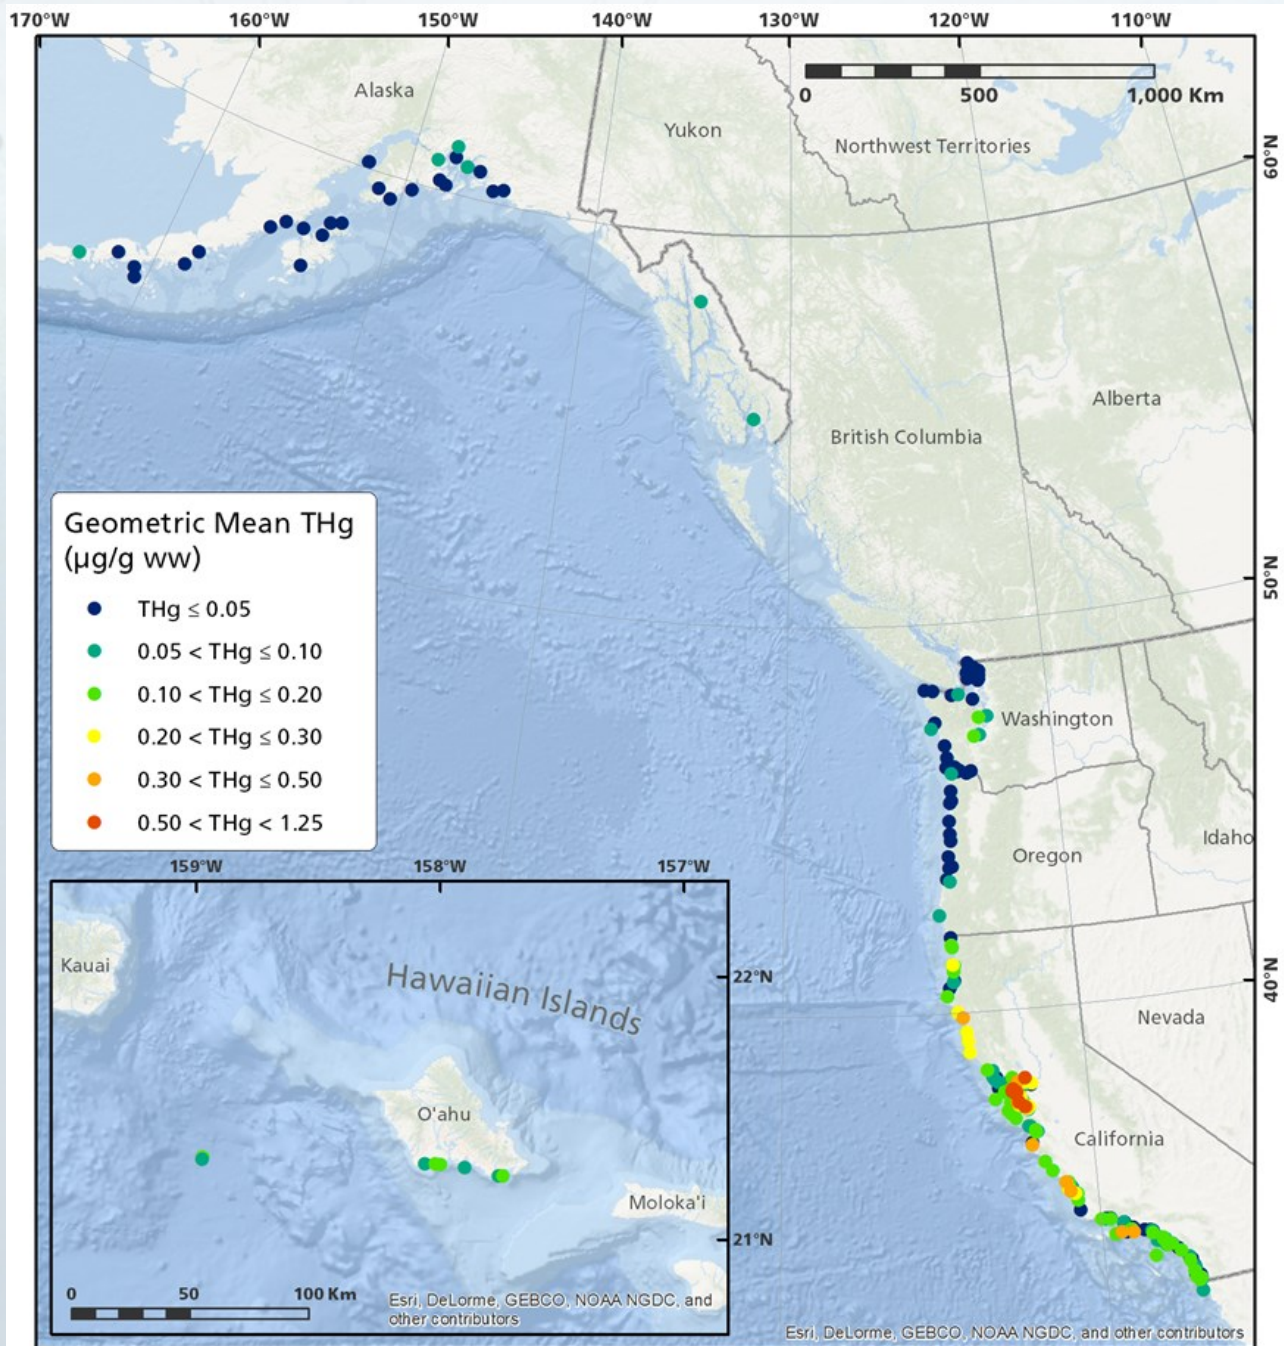 170°W 160°W 150°W 140°W 130°W 120°W 110°W
0 500 1,000 Km
Alaska
Yukon
Northwest Territories
60°N
Alberta
British Columbia
50°N
Geometric Mean THg
(µg/g ww)
THg ≤ 0.05
0.05 < THg ≤ 0.10
0.10 < THg ≤ 0.20
0.20 < THg ≤ 0.30
0.30 < THg ≤ 0.50
0.50 < THg < 1.25
Washington
Idaho
Oregon
40°N
Nevada
California
159°W 158°W 157°W
Kauai
Hawaiian Islands
22°N
O'ahu
Moloka'i
21°N
0 50 100 Km
Esri, DeLorme, GEBCO, NOAA NGDC, and
other contributors
Esri, DeLorme, GEBCO, NOAA NGDC, and other contributors